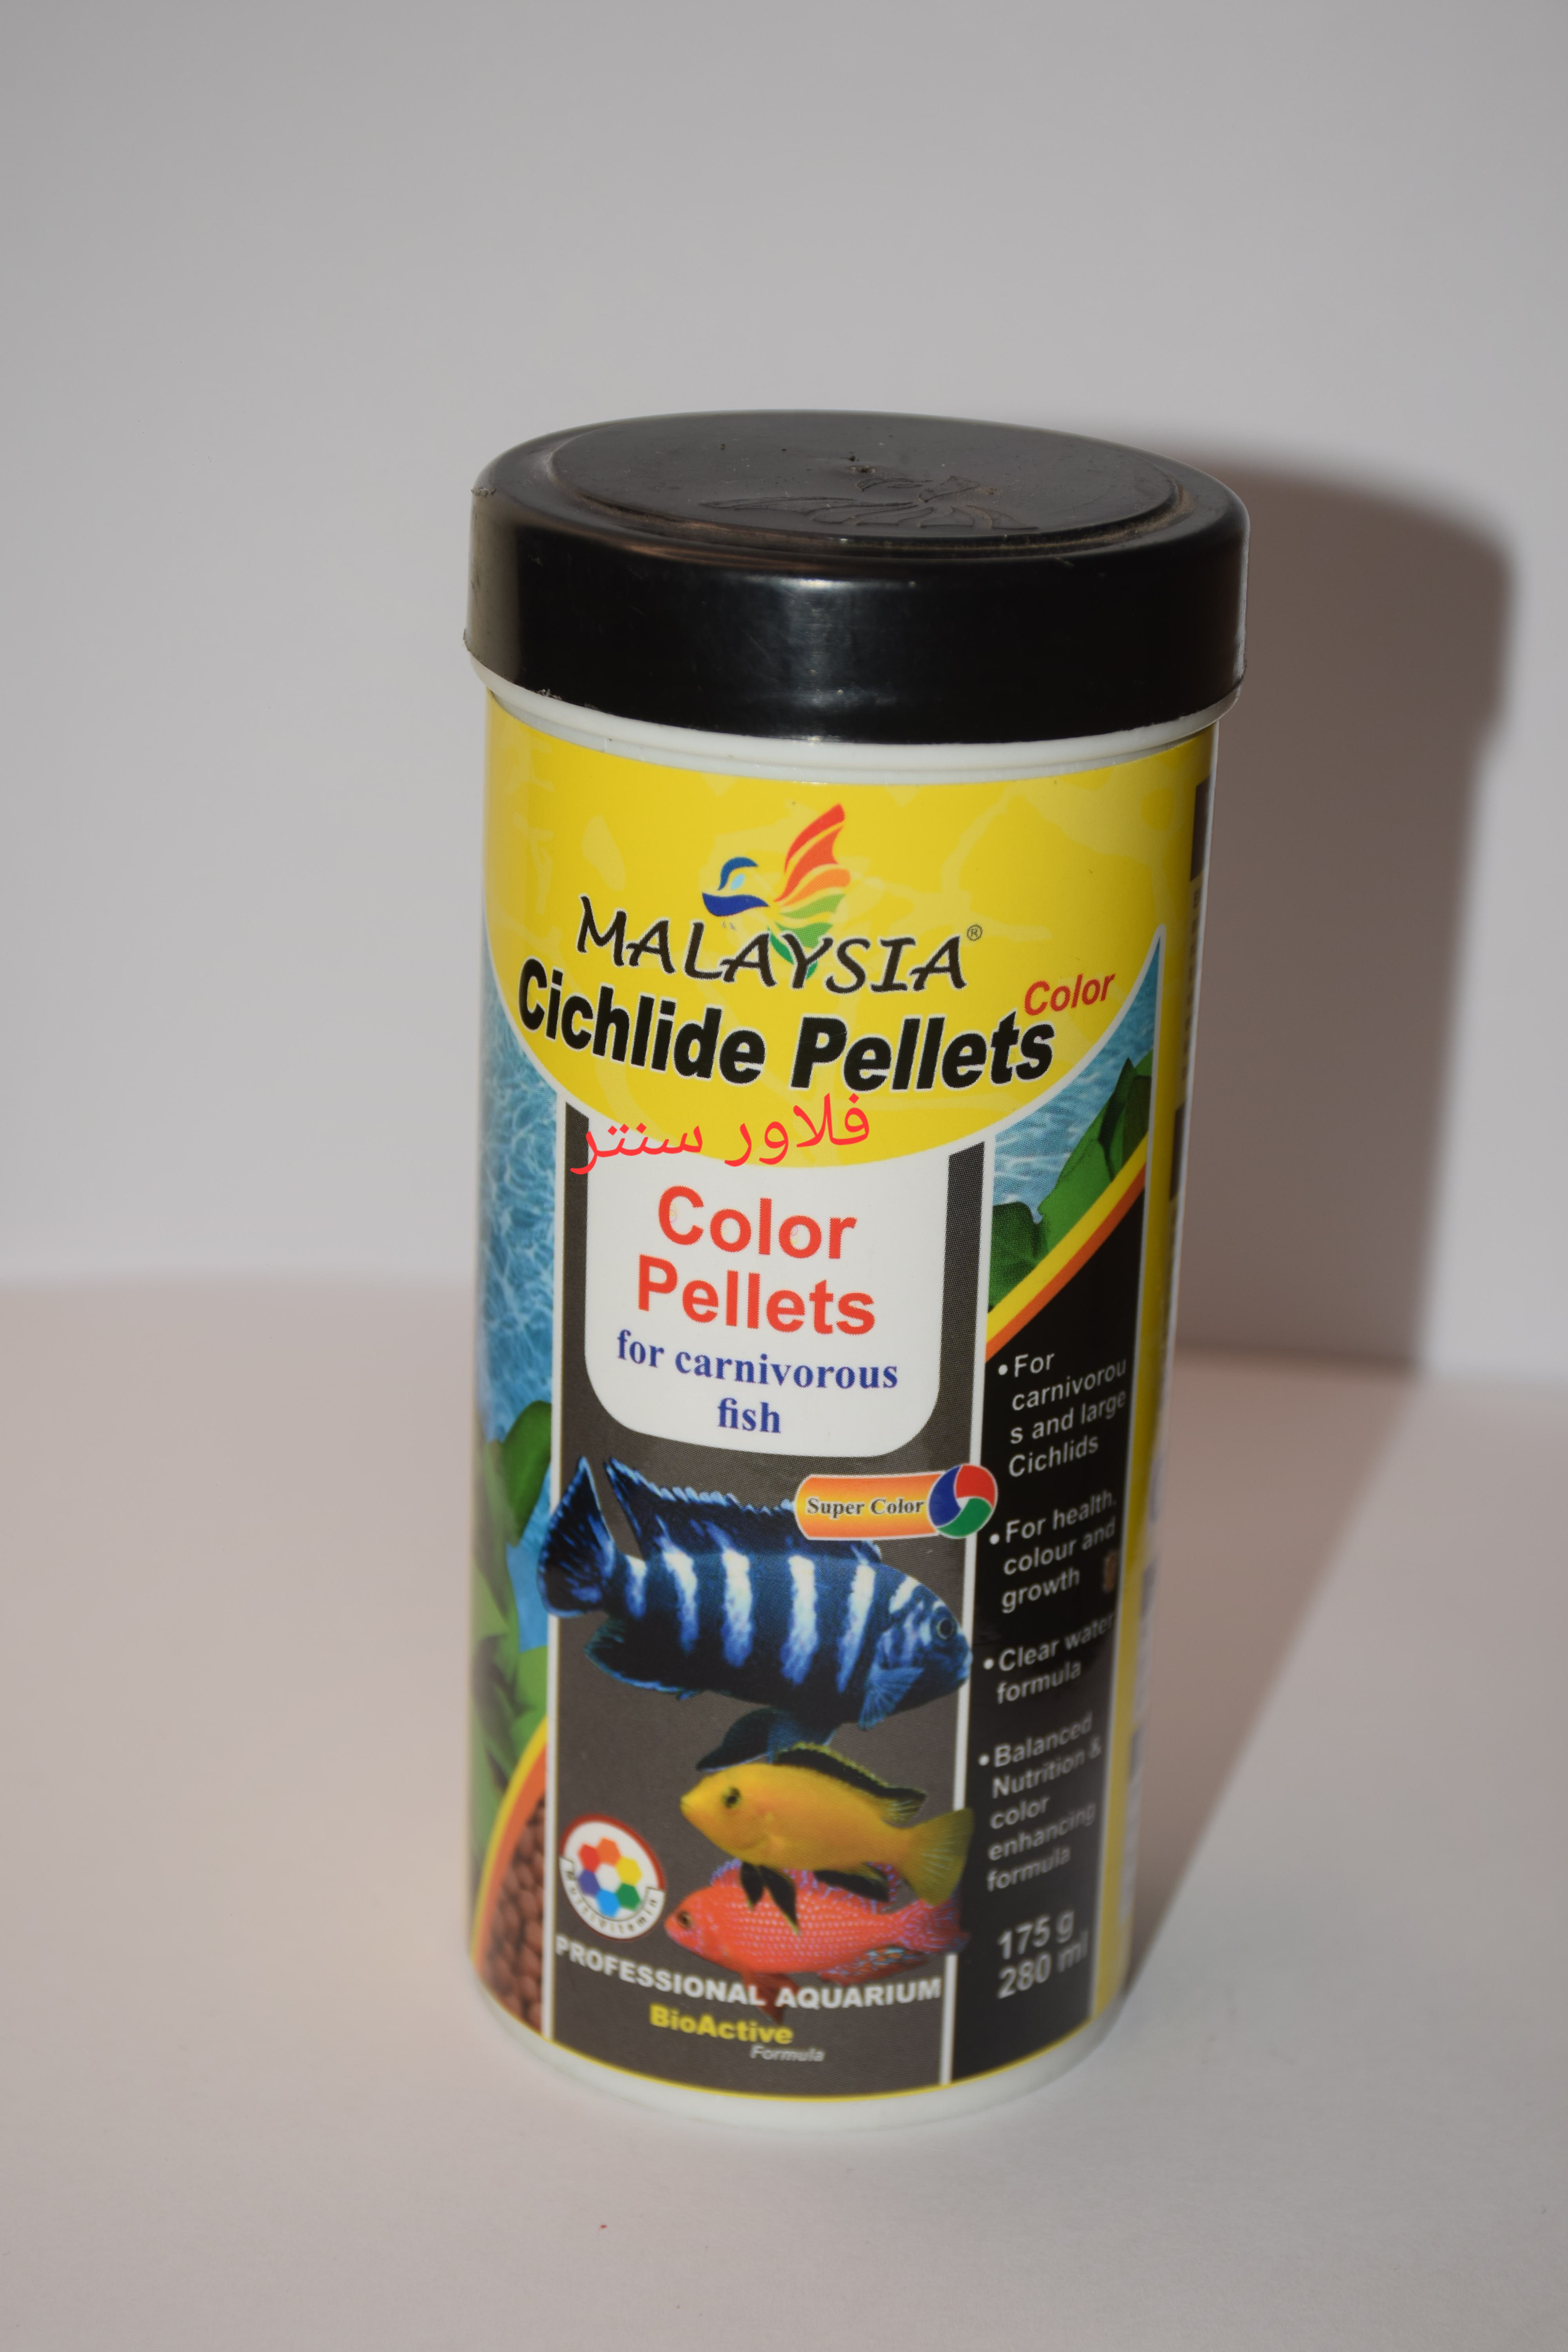 MALAYSIA®
Cichlide Pellets
Color
فلاور سنتر
Color
Pellets
for carnivorous
fish
Super Color
Multivitamin
PROFESSIONAL AQUARIUM
BioActive
Formula
• For
carnivorou
s and large
Cichlids
• For health,
colour and
growth
• Clear water
formula
• Balanced
Nutrition &
color
enhancing
formula
175 g
280 ml